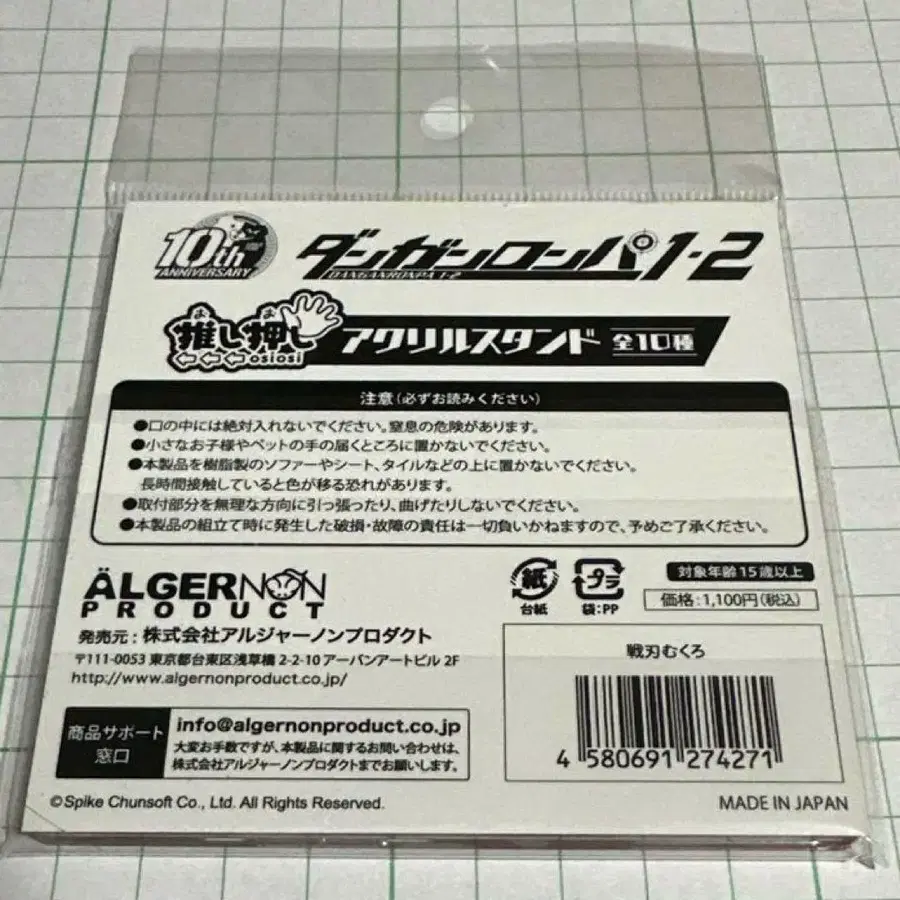 10th
ANNIVERSARY
ダンガンロンパ1・2
DANGANRONPA 1・2
お お
推し押し
osiosi
アクリルスタンド 全10種
注意（必ずお読みください）
●口の中には絶対入れないでください。窒息の危険があります。
●小さなお子様やペットの手の届くところに置かないでください。
●本製品を樹脂製のソファーやシート、タイルなどの上に置かないでください。
長時間接触していると色が移る恐れがあります。
●取付部分を無理な方向に引っ張ったり、曲げたりしないでください。
●本製品の組立て時に発生した破損・故障の責任は一切負いかねますので、予めご了承ください。
ÄLGERNON
PRODUCT
発売元：株式会社アルジャーノンプロダクト
〒111-0053 東京都台東区浅草橋 2-2-10 アーバンアートビル 2F
http://www.algernonproduct.co.jp/
商品サポート
窓口
info@algernonproduct.co.jp
大変お手数ですが、本製品に関するお問い合わせは、
株式会社アルジャーノンプロダクトまでお願いします。
©Spike Chunsoft Co., Ltd. All Rights Reserved.
紙
台紙
プラ
袋：PP
対象年齢15歳以上
価格：1,100円（税込）
戦刃むくろ
4 580691 274271
MADE IN JAPAN